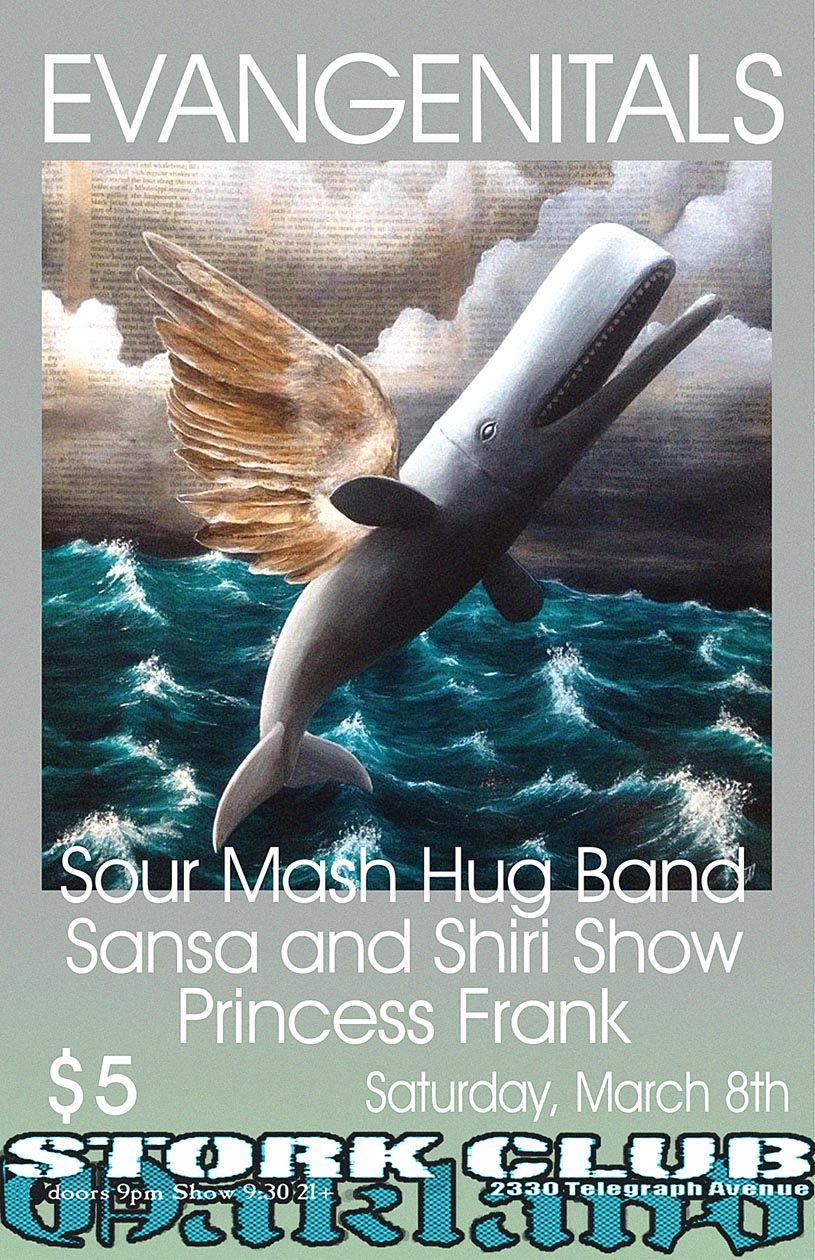 EVANGENITALS
Sour Mash Hug Band
Sansa and Shiri Show
Princess Frank
$5 Saturday, March 8th
STORK CLUB
doors 9pm Show 9:30 21+ 2330 Telegraph Avenue
Oakland